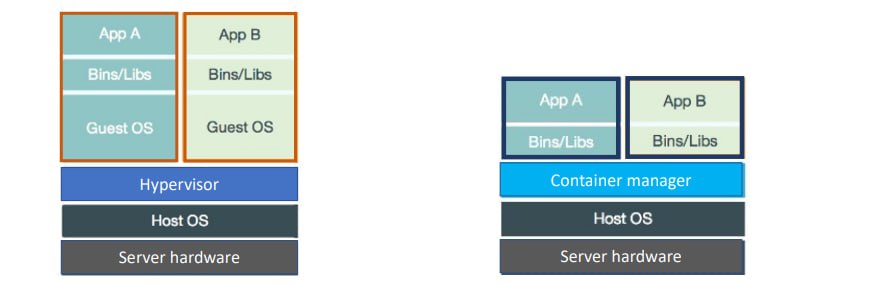 App A
Bins/Libs
Guest OS
App B
Bins/Libs
Guest OS
Hypervisor
Host OS
Server hardware
App A
Bins/Libs
App B
Bins/Libs
Container manager
Host OS
Server hardware